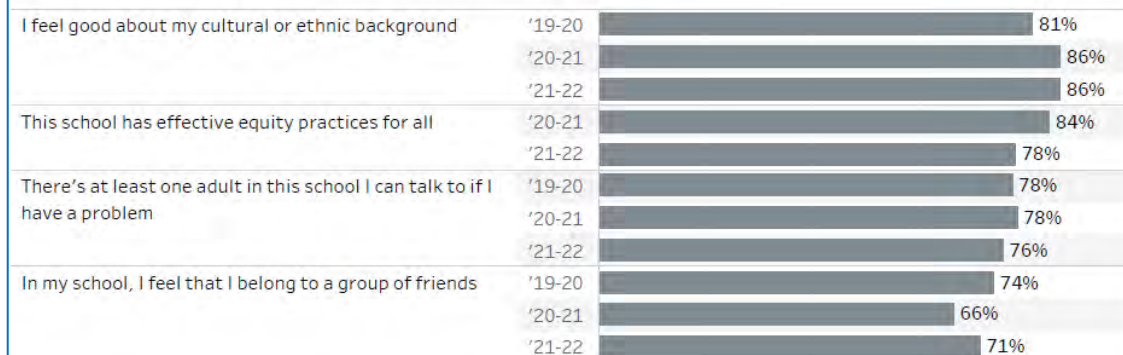 I feel good about my cultural or ethnic background '19-20 81%
'20-21 86%
'21-22 86%
This school has effective equity practices for all '20-21 84%
'21-22 78%
There's at least one adult in this school I can talk to if I '19-20 78%
have a problem
'20-21 78%
'21-22 76%
In my school, I feel that I belong to a group of friends '19-20 74%
'20-21 66%
'21-22 71%